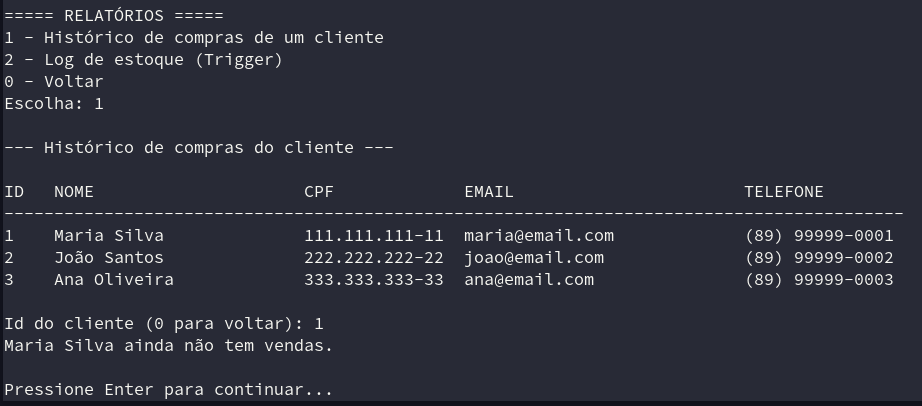 ===== RELATÓRIOS =====
1 - Histórico de compras de um cliente
2 - Log de estoque (Trigger)
0 - Voltar
Escolha: 1
--- Histórico de compras do cliente ---
ID NOME CPF EMAIL TELEFONE
------------------------------------------------------------------------------------------
1 Maria Silva 111.111.111-11 maria@email.com (89) 99999-0001
2 João Santos 222.222.222-22 joao@email.com (89) 99999-0002
3 Ana Oliveira 333.333.333-33 ana@email.com (89) 99999-0003
Id do cliente (0 para voltar): 1
Maria Silva ainda não tem vendas.
Pressione Enter para continuar...